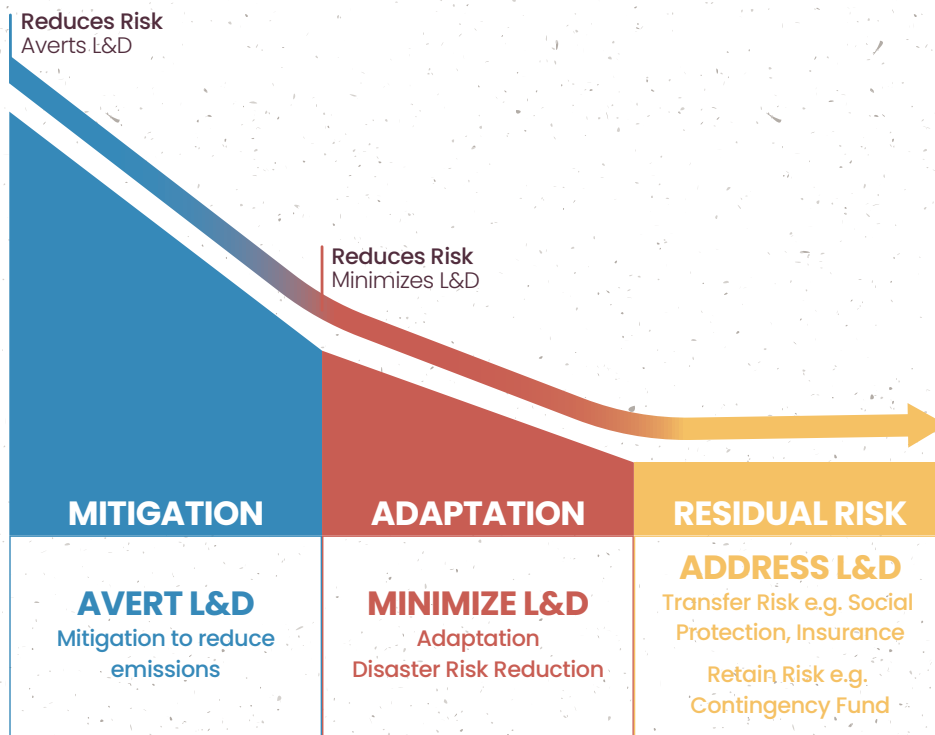 Reduces Risk
Averts L&D
Reduces Risk
Minimizes L&D
MITIGATION
ADAPTATION
RESIDUAL RISK
AVERT L&D
Mitigation to reduce
emissions
MINIMIZE L&D
Adaptation
Disaster Risk Reduction
ADDRESS L&D
Transfer Risk e.g. Social
Protection, Insurance
Retain Risk e.g.
Contingency Fund